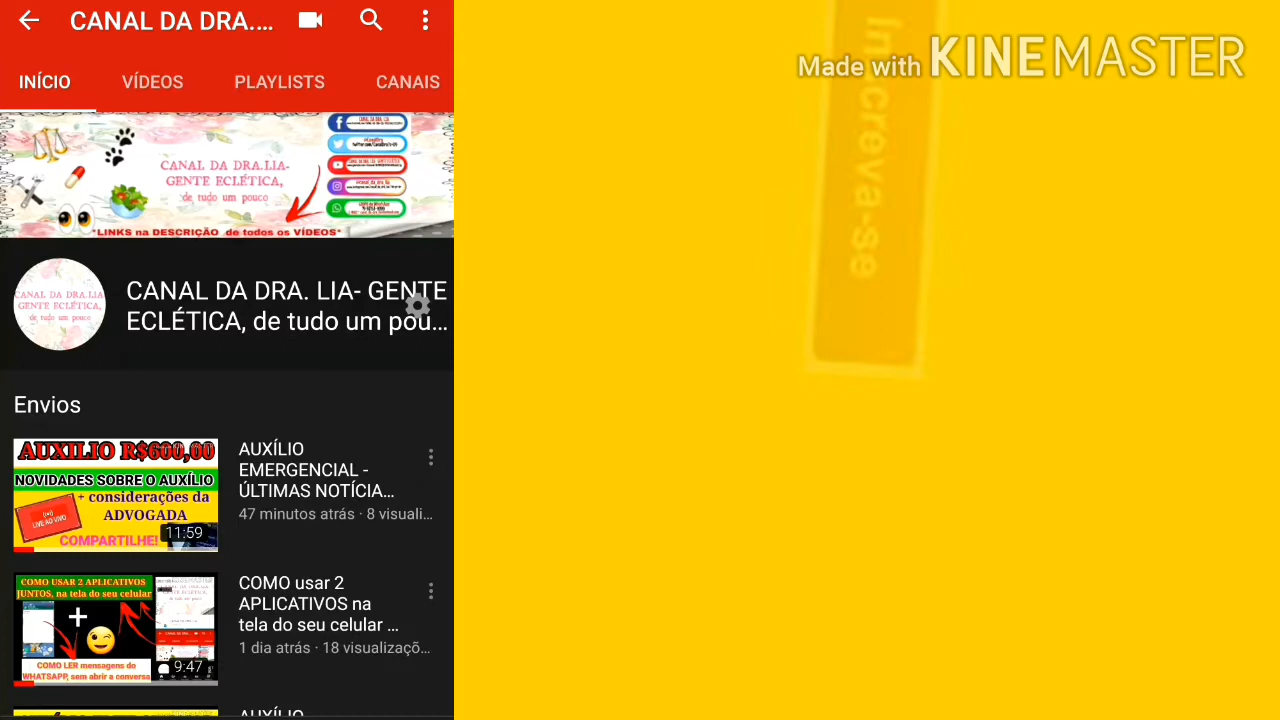 CANAL DA DRA....
INÍCIO VÍDEOS PLAYLISTS CANAIS
CANAL DA DRA.LIA-
GENTE ECLÉTICA,
de tudo um pouco
*LINKS na DESCRIÇÃO de todos os VÍDEOS*
CANAL DA DRA.LIA
GENTE ECLÉTICA,
de tudo um pouco
CANAL DA DRA. LIA- GENTE
ECLÉTICA, de tudo um pou...
Envios
AUXILIO R$600,00
NOVIDADES SOBRE O AUXÍLIO
+ considerações da
ADVOGADA
LIVE AO VIVO
COMPARTILHE!
11:59
AUXÍLIO
EMERGENCIAL -
ÚLTIMAS NOTÍCIA...
47 minutos atrás · 8 visuali...
COMO USAR 2 APLICATIVOS
JUNTOS, na tela do seu celular
COMO LER mensagens do
WHATSAPP, sem abrir a conversa
9:47
COMO usar 2
APLICATIVOS na
tela do seu celular ...
1 dia atrás · 18 visualizaçõ...
AUXÍLIO
Inscreva-se
Made with KINEMASTER